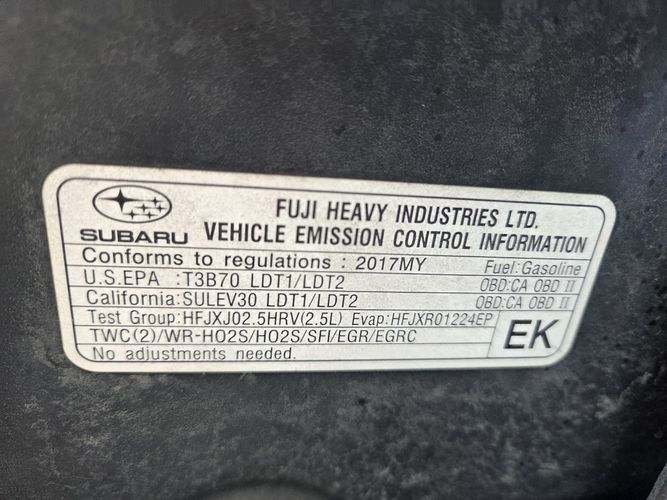 FUJI HEAVY INDUSTRIES LTD.
SUBARU VEHICLE EMISSION CONTROL INFORMATION
Conforms to regulations : 2017MY Fuel:Gasoline
U.S.EPA :T3B70 LDT1/LDT2 OBD:CA OBD II
California:SULEV30 LDT1/LDT2 OBD:CA OBD II
Test Group:HFJXJ02.5HRV(2.5L) Evap:HFJXR01224EP
TWC(2)/WR-HO2S/HO2S/SFI/EGR/EGRC EK
No adjustments needed.